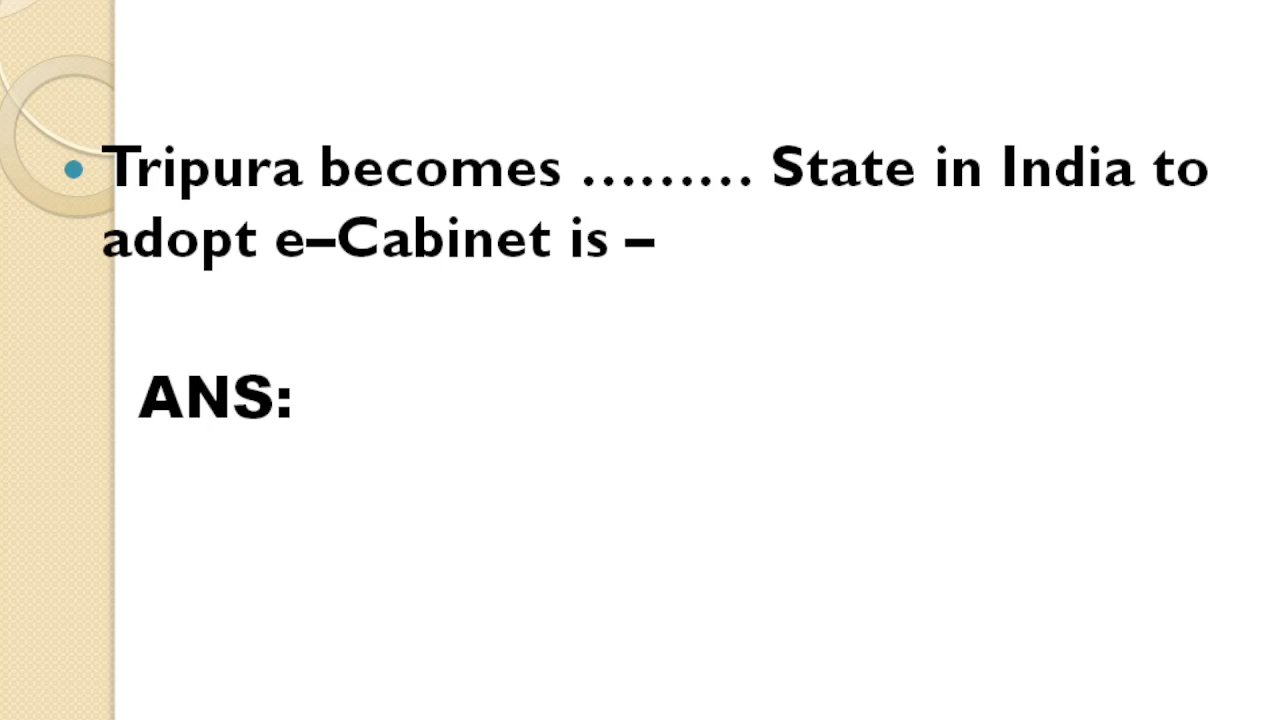 • Tripura becomes ……… State in India to
adopt e–Cabinet is –
ANS: